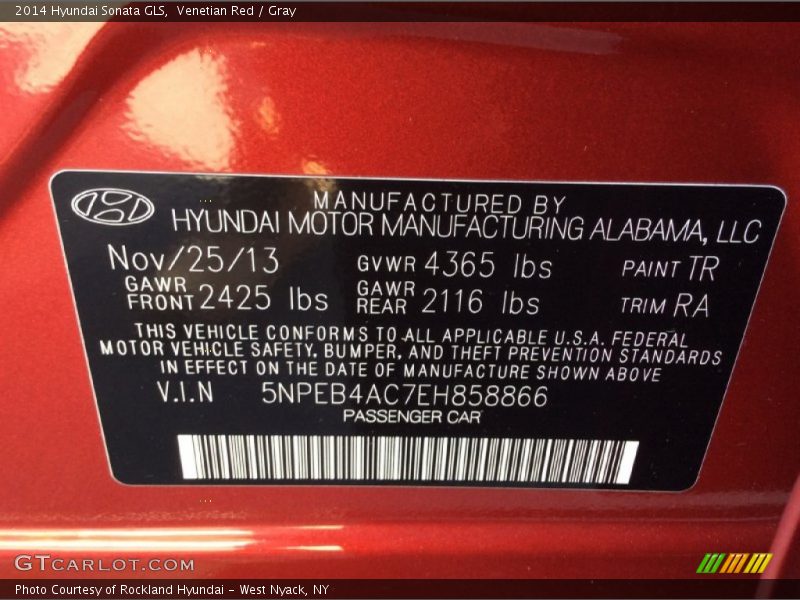 2014 Hyundai Sonata GLS, Venetian Red / Gray
MANUFACTURED BY
HYUNDAI MOTOR MANUFACTURING ALABAMA, LLC
Nov/25/13 GVWR 4365 lbs PAINT TR
GAWR FRONT 2425 lbs GAWR REAR 2116 lbs TRIM RA
THIS VEHICLE CONFORMS TO ALL APPLICABLE U.S.A. FEDERAL
MOTOR VEHICLE SAFETY, BUMPER, AND THEFT PREVENTION STANDARDS
IN EFFECT ON THE DATE OF MANUFACTURE SHOWN ABOVE
V.I.N 5NPEB4AC7EH858866
PASSENGER CAR
GTCARLOT.COM
Photo Courtesy of Rockland Hyundai - West Nyack, NY